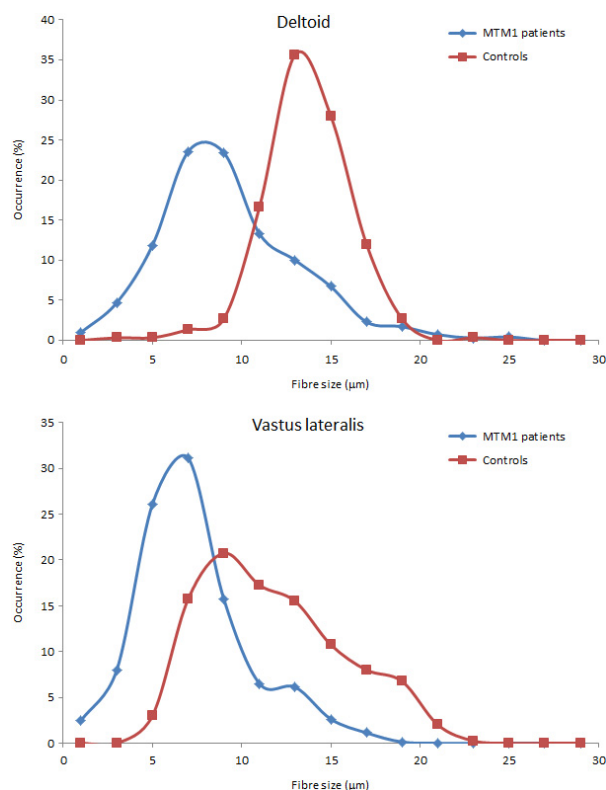 Deltoid
MTM1 patients
Controls
Occurrence (%)
40
35
30
25
20
15
10
5
0
0 5 10 15 20 25 30
Fibre size (µm)
Vastus lateralis
MTM1 patients
Controls
Occurrence (%)
35
30
25
20
15
10
5
0
0 5 10 15 20 25 30
Fibre size (µm)